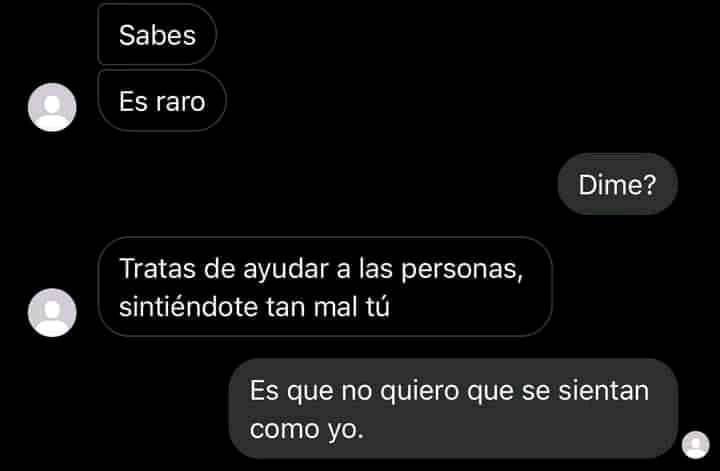 Sabes
Es raro
Dime?
Tratas de ayudar a las personas,
sintiéndote tan mal tú
Es que no quiero que se sientan
como yo.